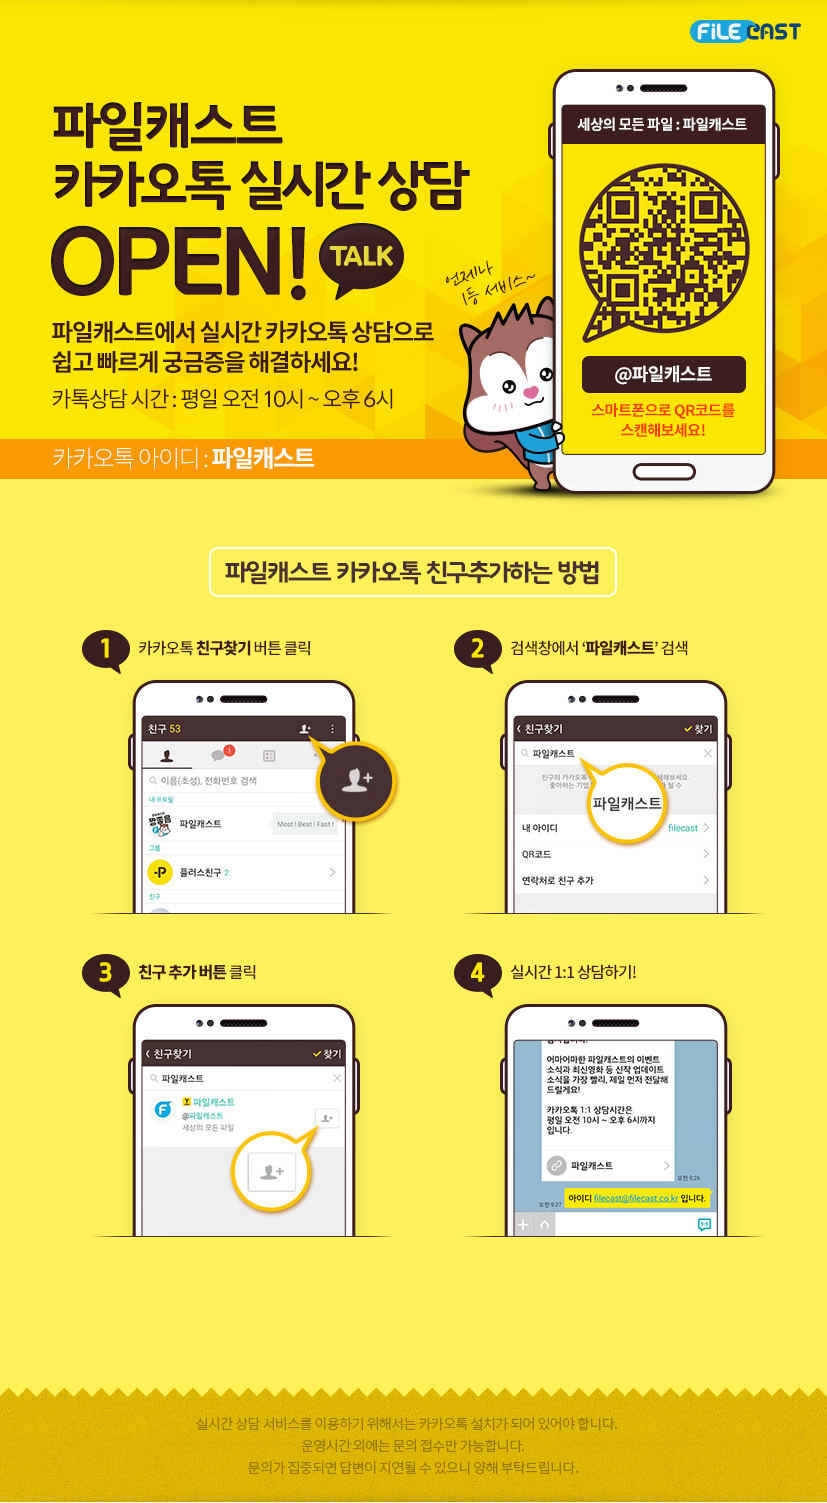 FiLECAST
파일캐스트
카카오톡 실시간 상담
OPEN! TALK
파일캐스트에서 실시간 카카오톡 상담으로
쉽고 빠르게 궁금증을 해결하세요!
카톡상담 시간 : 평일 오전 10시 ~ 오후 6시
카카오톡 아이디 : 파일캐스트
언제나
1등 서비스~
세상의 모든 파일 : 파일캐스트
@파일캐스트
스마트폰으로 QR코드를
스캔해보세요!
파일캐스트 카카오톡 친구추가하는 방법
1 카카오톡 친구찾기 버튼 클릭
친구 53
1
이름(초성), 전화번호 검색
내 프로필
파일캐스트
Most ! Best ! Fast !
그룹
-P 플러스친구 2
친구
2 검색창에서 ‘파일캐스트’ 검색
친구찾기 찾기
파일캐스트
친구의 카카오톡 색해보세요.
좋아하는 기업 될 수
파일캐스트
내 아이디 filecast
QR코드
연락처로 친구 추가
3 친구 추가 버튼 클릭
친구찾기 찾기
파일캐스트
파일캐스트
@파일캐스트
세상의 모든 파일
4 실시간 1:1 상담하기!
어마어마한 파일캐스트의 이벤트
소식과 최신영화 등 신작 업데이트
소식을 가장 빨리, 제일 먼저 전달해
드릴게요!
카카오톡 1:1 상담시간은
평일 오전 10시 ~ 오후 6시까지
입니다.
파일캐스트
오전 9:26
오전 9:27 아이디 filecast@filecast.co.kr 입니다.
1:1
실시간 상담 서비스를 이용하기 위해서는 카카오톡 설치가 되어 있어야 합니다.
운영시간 외에는 문의 접수만 가능합니다.
문의가 집중되면 답변이 지연될 수 있으니 양해 부탁드립니다.